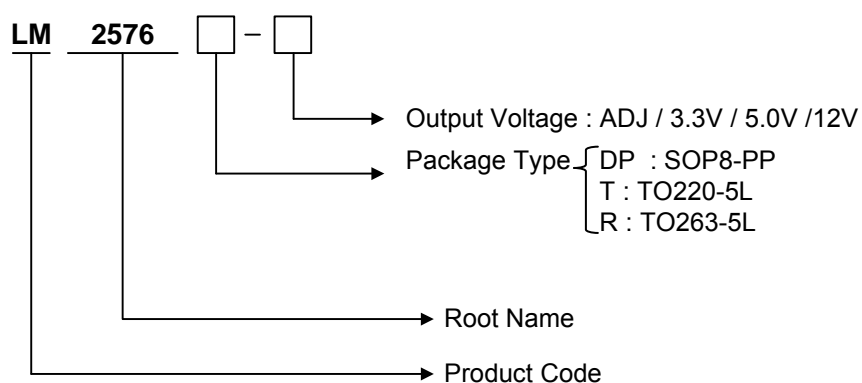 LM 2576 □ – □
Output Voltage : ADJ / 3.3V / 5.0V /12V
Package Type DP : SOP8-PP
T : TO220-5L
R : TO263-5L
Root Name
Product Code